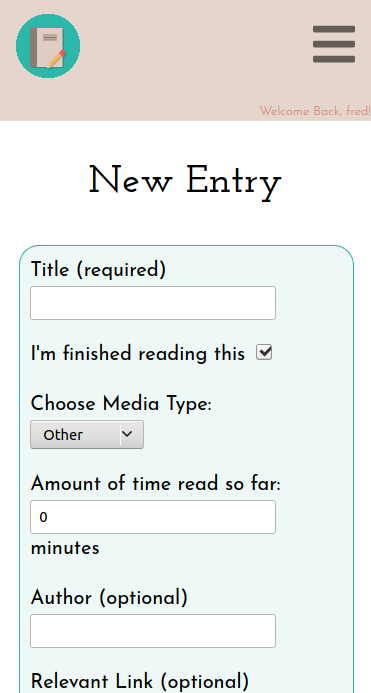 Welcome Back, fred!
New Entry
Title (required)
I'm finished reading this
Choose Media Type:
Other
Amount of time read so far:
0
minutes
Author (optional)
Relevant Link (optional)